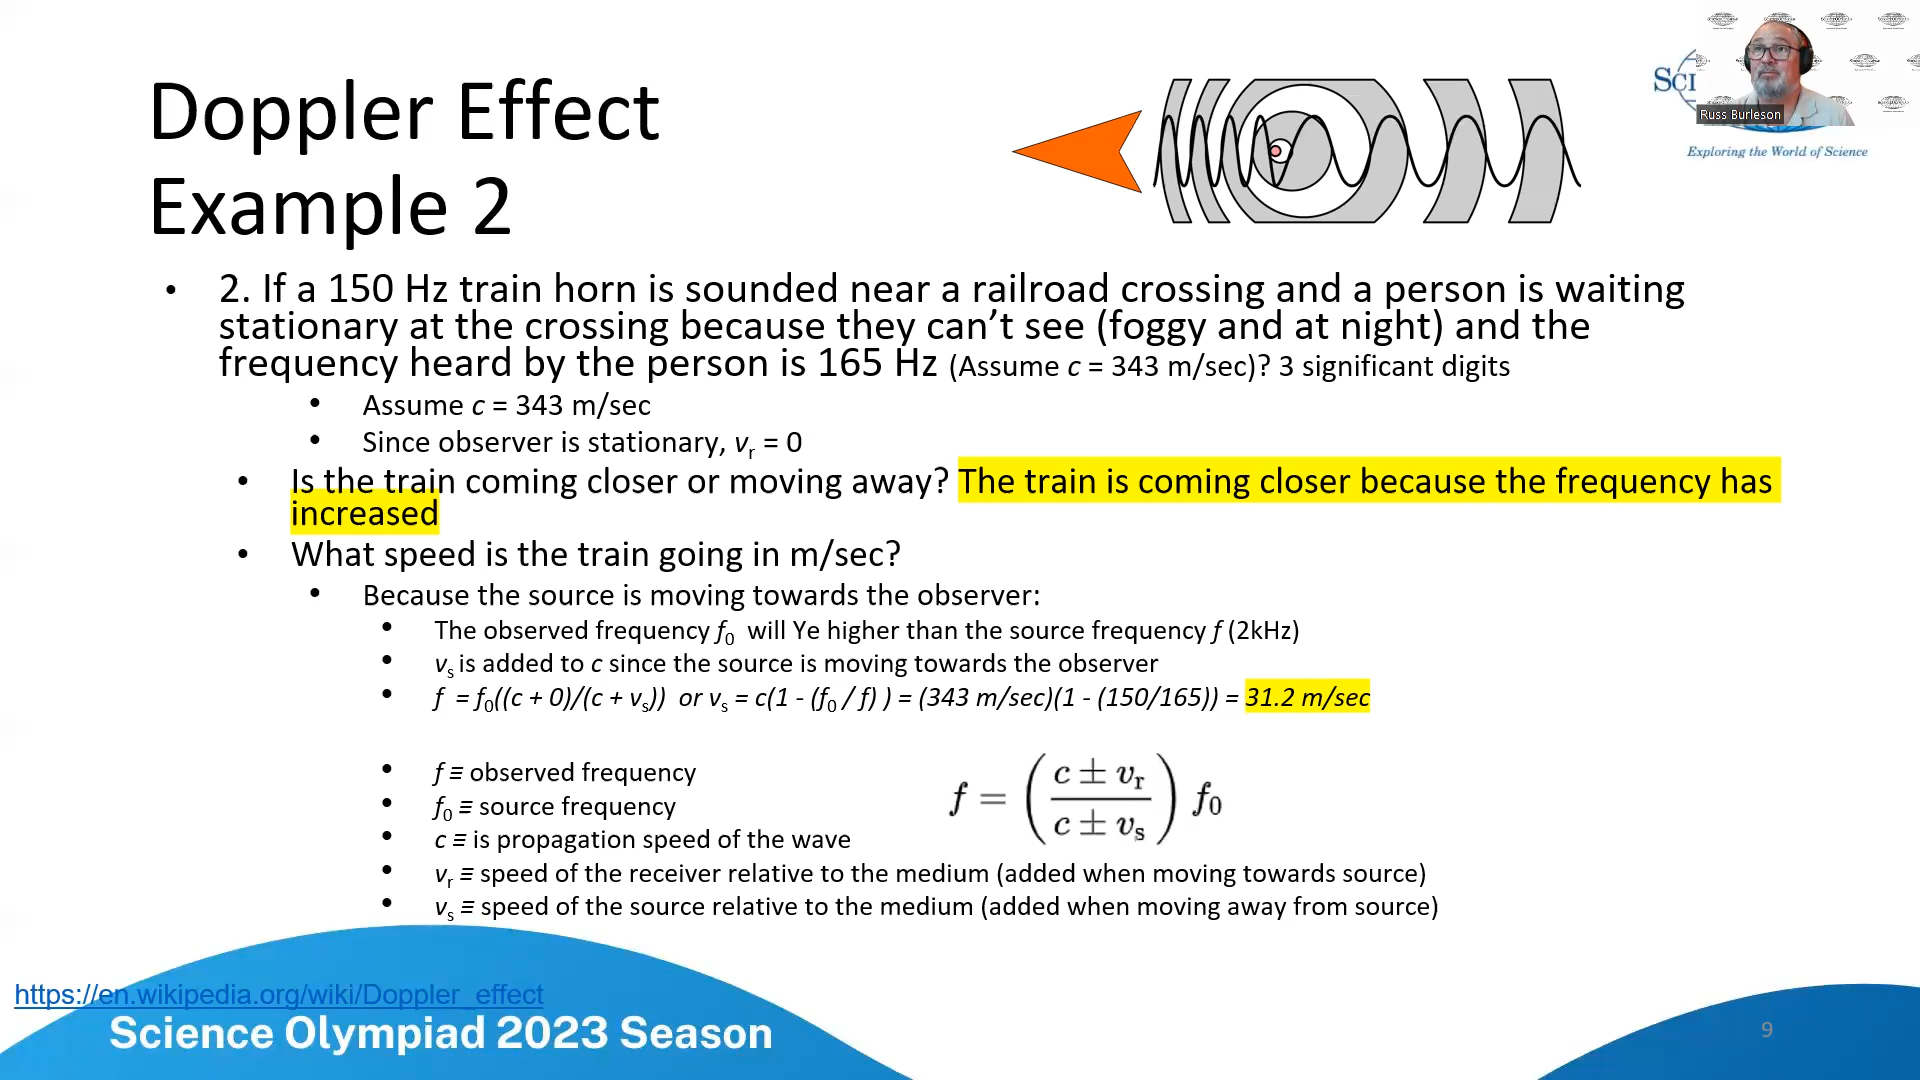 Doppler Effect
Example 2
Sci
Russ Burleson
Exploring the World of Science
• 2. If a 150 Hz train horn is sounded near a railroad crossing and a person is waiting
stationary at the crossing because they can’t see (foggy and at night) and the
frequency heard by the person is 165 Hz (Assume c = 343 m/sec)? 3 significant digits
• Assume c = 343 m/sec
• Since observer is stationary, vr = 0
• Is the train coming closer or moving away? The train is coming closer because the frequency has
increased
• What speed is the train going in m/sec?
• Because the source is moving towards the observer:
• The observed frequency f0 will Ye higher than the source frequency f (2kHz)
• vs is added to c since the source is moving towards the observer
• f = f0((c + 0)/(c + vs)) or vs = c(1 - (f0 / f) ) = (343 m/sec)(1 - (150/165)) = 31.2 m/sec
• f ≡ observed frequency
• f0 ≡ source frequency
• c ≡ is propagation speed of the wave
f = ( (c ± vr) / (c ± vs) ) f0
• vr ≡ speed of the receiver relative to the medium (added when moving towards source)
• vs ≡ speed of the source relative to the medium (added when moving away from source)
https://en.wikipedia.org/wiki/Doppler_effect
Science Olympiad 2023 Season
9